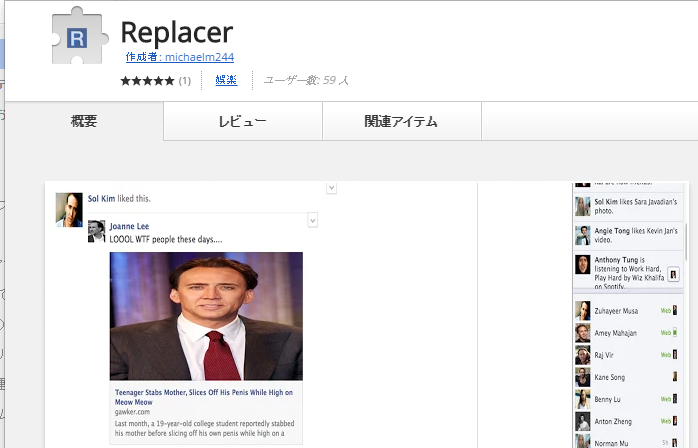 R
Replacer
作成者: michaelm244
★★★★★ (1) 娯楽 ユーザー数: 59 人
概要 レビュー 関連アイテム
Sol Kim liked this.
Joanne Lee
LOOOL WTF people these days....
Teenager Stabs Mother, Slices Off His Penis While High on
Meow Meow
gawker.com
Last month, a 19-year-old college student reportedly stabbed
his mother before slicing off his own penis while high on a
Sol Kim likes Sara Javadian's
photo.
Angie Tong likes Kevin Jan's
video.
Anthony Tung is
listening to Work Hard,
Play Hard by Wiz Khalifa
on Spotify.
Zuhayeer Musa Web
Amey Mahajan Web
Raj Vir Web
Kane Song
Benny Lu Web
Anton Zheng Web
Norman Mu 5h